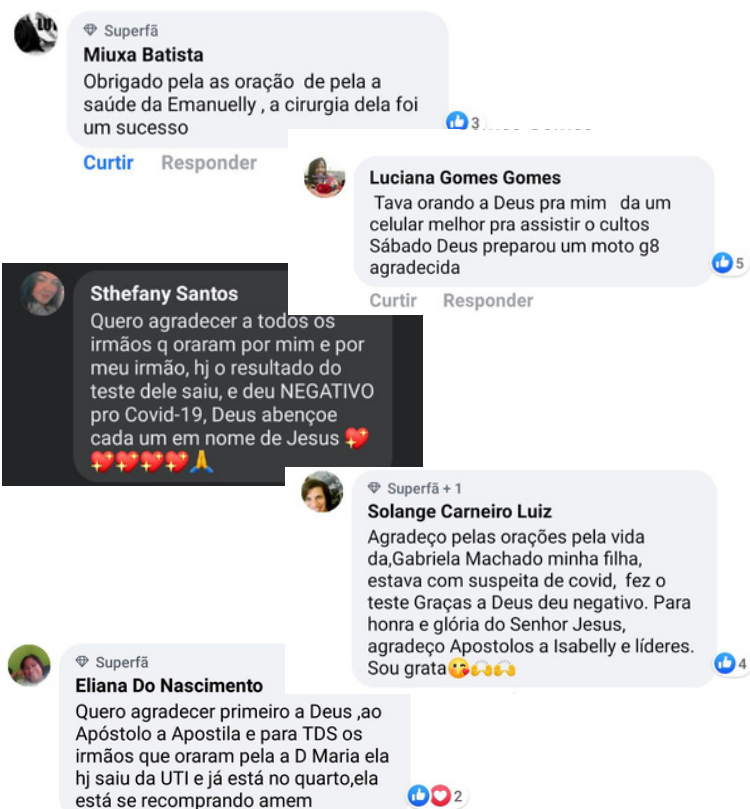 Superfã
Miuxa Batista
Obrigado pela as oração de pela a
saúde da Emanuelly , a cirurgia dela foi
um sucesso
3
Curtir Responder
Luciana Gomes Gomes
Tava orando a Deus pra mim da um
celular melhor pra assistir o cultos
Sábado Deus preparou um moto g8
agradecida
5
Curtir Responder
Sthefany Santos
Quero agradecer a todos os
irmãos q oraram por mim e por
meu irmão, hj o resultado do
teste dele saiu, e deu NEGATIVO
pro Covid-19, Deus abençoe
cada um em nome de Jesus 💖
💖💖💖💖🙏
Superfã + 1
Solange Carneiro Luiz
Agradeço pelas orações pela vida
da,Gabriela Machado minha filha,
estava com suspeita de covid, fez o
teste Graças a Deus deu negativo. Para
honra e glória do Senhor Jesus,
agradeço Apostolos a Isabelly e líderes.
Sou grata😘🙌🙌
4
Superfã
Eliana Do Nascimento
Quero agradecer primeiro a Deus ,ao
Apóstolo a Apostila e para TDS os
irmãos que oraram pela a D Maria ela
hj saiu da UTI e já está no quarto,ela
está se recomprando amem
2